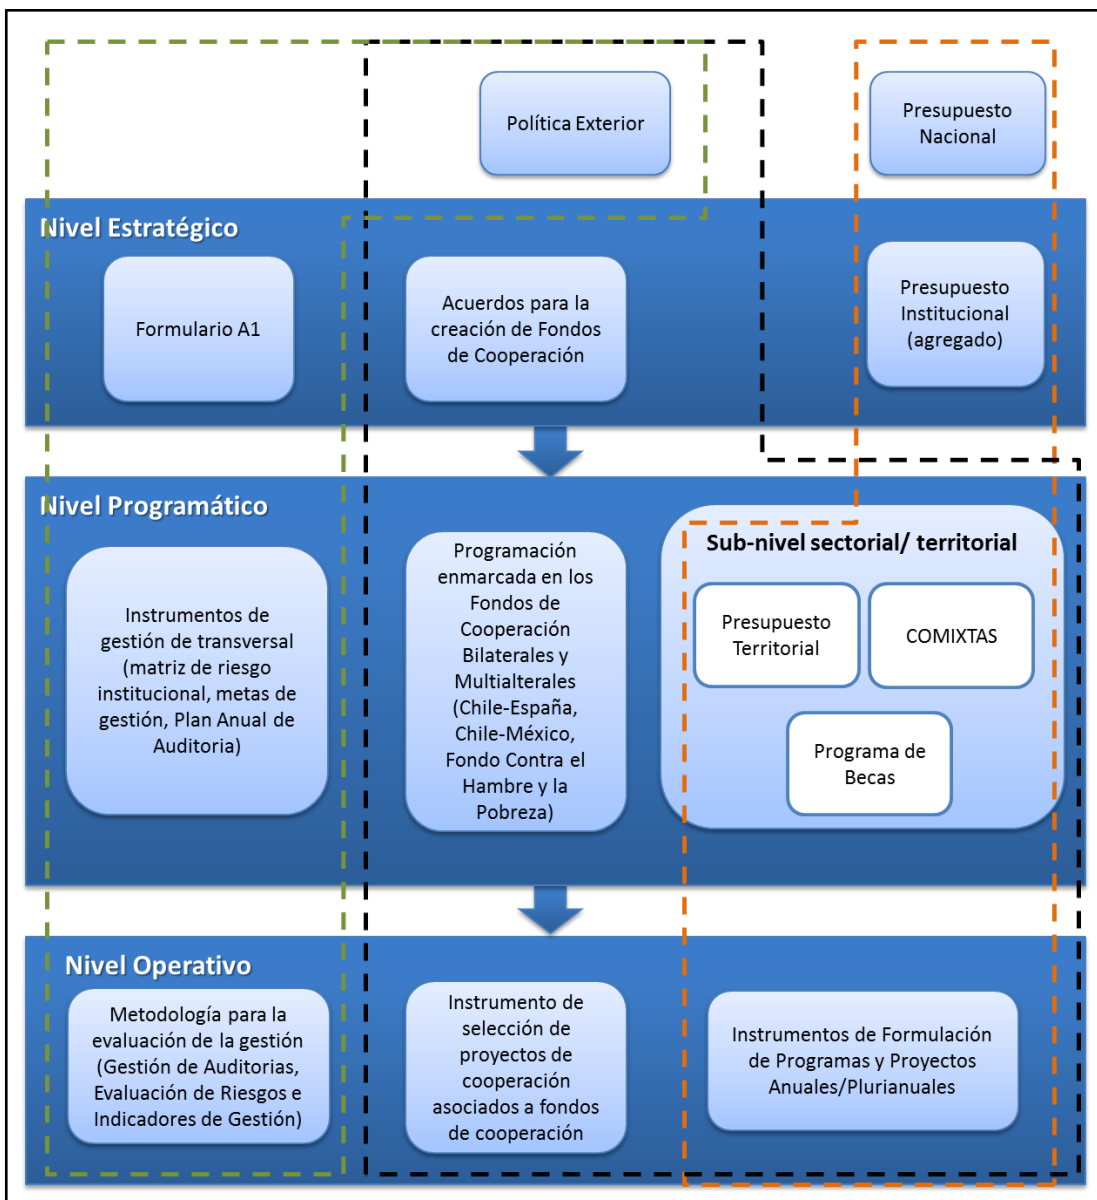 Política Exterior
Presupuesto
Nacional
Nivel Estratégico
Formulario A1
Acuerdos para la
creación de Fondos
de Cooperación
Presupuesto
Institucional
(agregado)
Nivel Programático
Instrumentos de
gestión de transversal
(matriz de riesgo
institucional, metas de
gestión, Plan Anual de
Auditoria)
Programación
enmarcada en los
Fondos de
Cooperación
Bilaterales y
Multialterales
(Chile-España,
Chile-México,
Fondo Contra el
Hambre y la
Pobreza)
Sub-nivel sectorial/ territorial
Presupuesto
Territorial
COMIXTAS
Programa de
Becas
Nivel Operativo
Metodología para la
evaluación de la gestión
(Gestión de Auditorias,
Evaluación de Riesgos e
Indicadores de Gestión)
Instrumento de
selección de
proyectos de
cooperación
asociados a fondos
de cooperación
Instrumentos de Formulación
de Programas y Proyectos
Anuales/Plurianuales